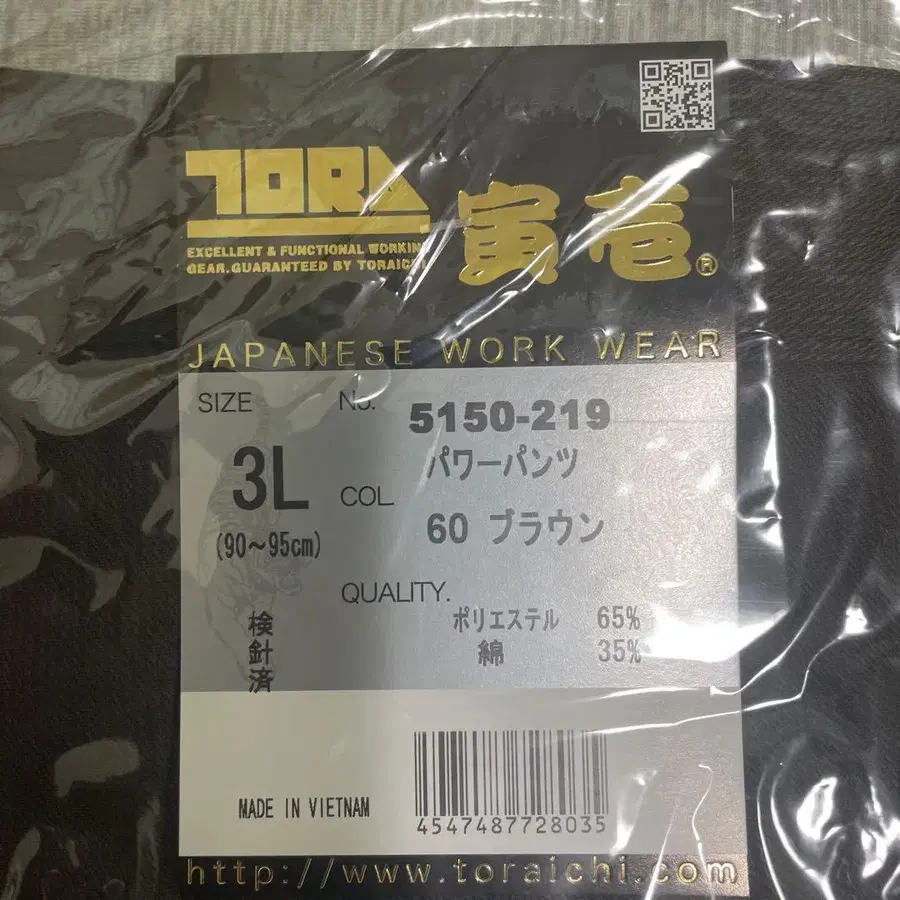 TORA 寅壱®
EXCELLENT & FUNCTIONAL WORKING
GEAR.GUARANTEED BY TORAICHI
JAPANESE WORK WEAR
SIZE No. 5150-219
パワーパンツ
3L COL.
60 ブラウン
(90～95cm)
QUALITY.
ポリエステル 65%
綿 35%
検針済
MADE IN VIETNAM
4547487728035
http://www.toraichi.com